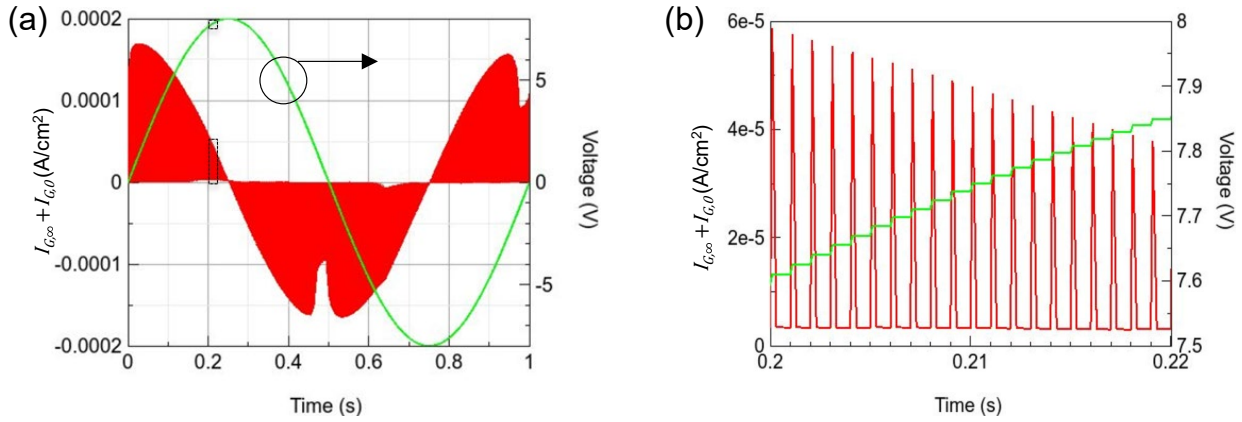 (a)
0.0002
0.0001
0
-0.0001
-0.0002
I_{G,∞} + I_{G,0} (A/cm²)
0 0.2 0.4 0.6 0.8 1
Time (s)
5
0
-5
Voltage (V)
(b)
6e-5
4e-5
2e-5
0
I_{G,∞} + I_{G,0} (A/cm²)
0.2 0.21 0.22
Time (s)
8
7.9
7.8
7.7
7.6
7.5
Voltage (V)